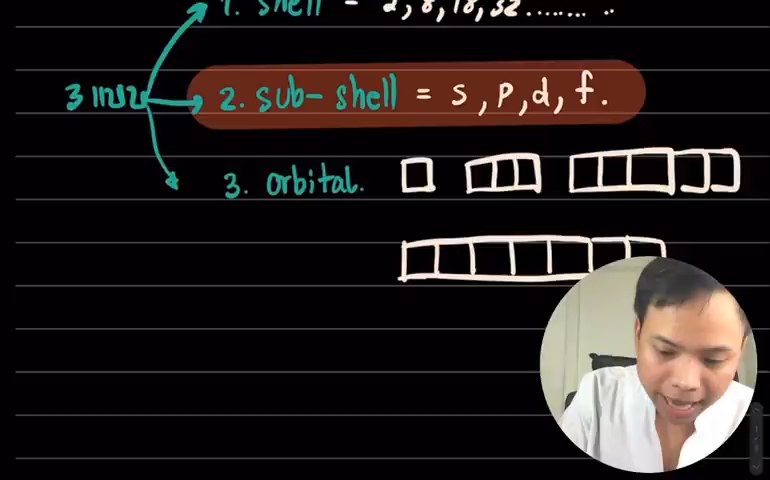 1. shell = 2, 8, 18, 32........ ..
3 แบบ
2. sub-shell = s, p, d, f.
3. orbital.